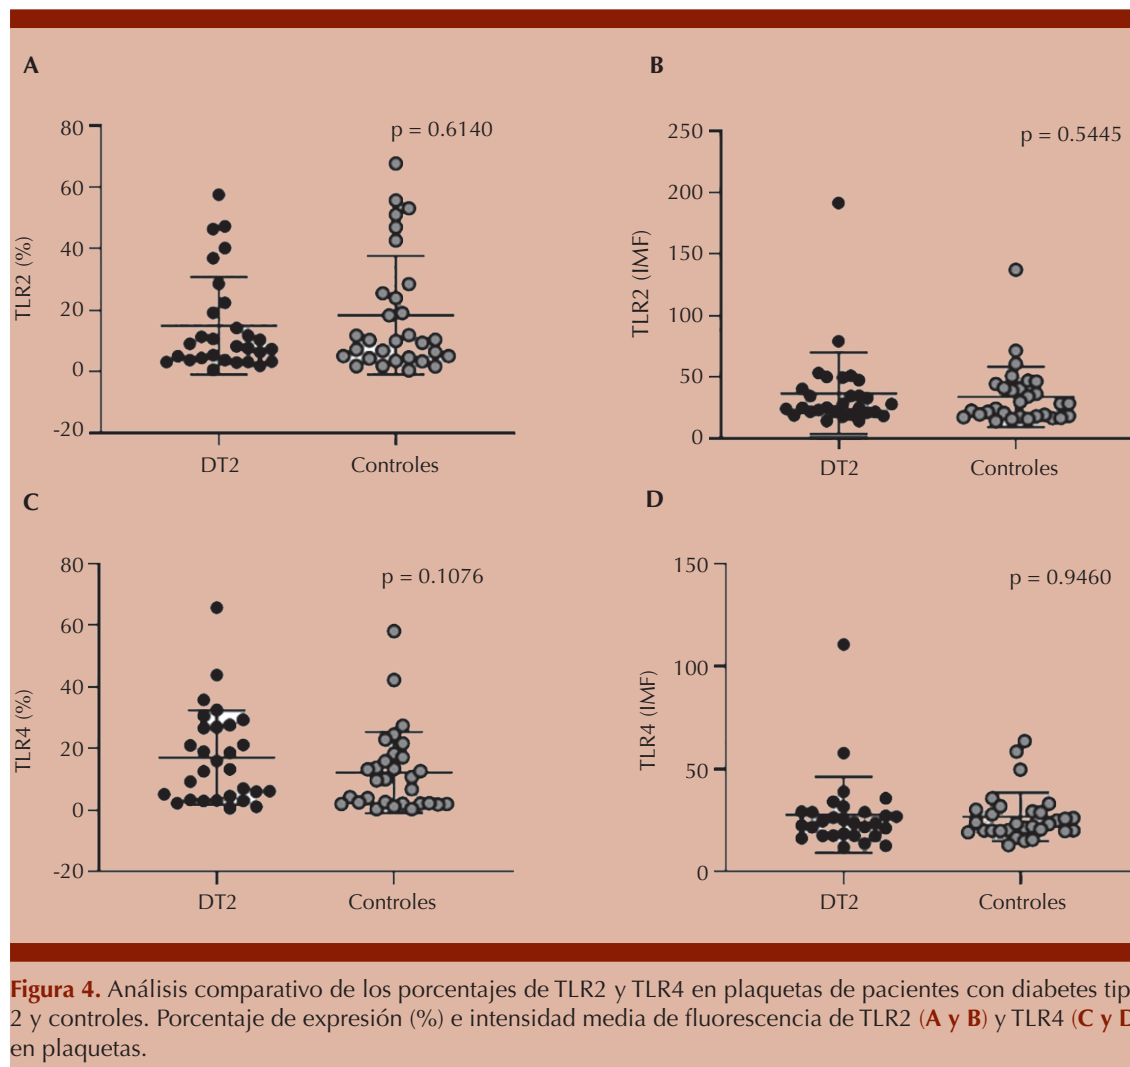 A
B
80
60
40
20
0
-20
TLR2 (%)
p = 0.6140
DT2
Controles
250
200
150
100
50
0
TLR2 (IMF)
p = 0.5445
DT2
Controles
C
D
80
60
40
20
0
-20
TLR4 (%)
p = 0.1076
DT2
Controles
150
100
50
0
TLR4 (IMF)
p = 0.9460
DT2
Controles
Figura 4. Análisis comparativo de los porcentajes de TLR2 y TLR4 en plaquetas de pacientes con diabetes tip
2 y controles. Porcentaje de expresión (%) e intensidad media de fluorescencia de TLR2 (A y B) y TLR4 (C y D
en plaquetas.